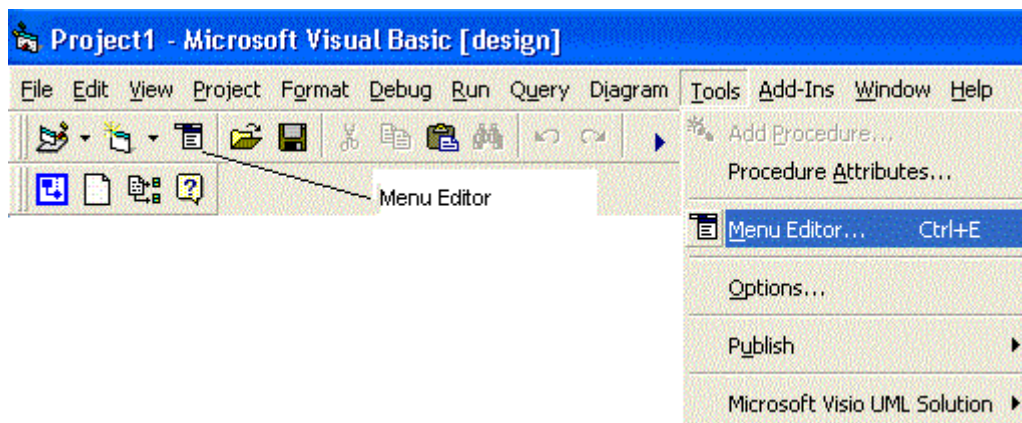 Project1 - Microsoft Visual Basic [design]
File Edit View Project Format Debug Run Query Diagram Tools Add-Ins Window Help
Add Procedure...
Procedure Attributes...
Menu Editor
Menu Editor... Ctrl+E
Options...
Publish
Microsoft Visio UML Solution